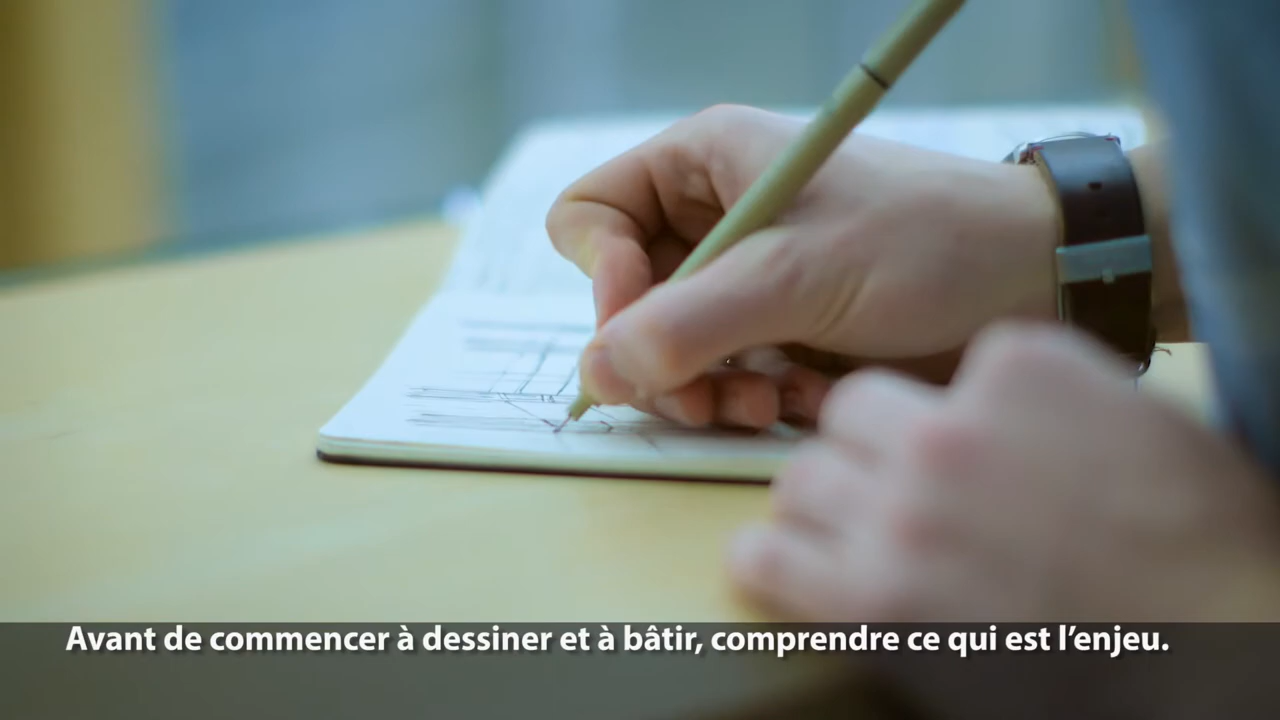 Avant de commencer à dessiner et à bâtir, comprendre ce qui est l’enjeu.